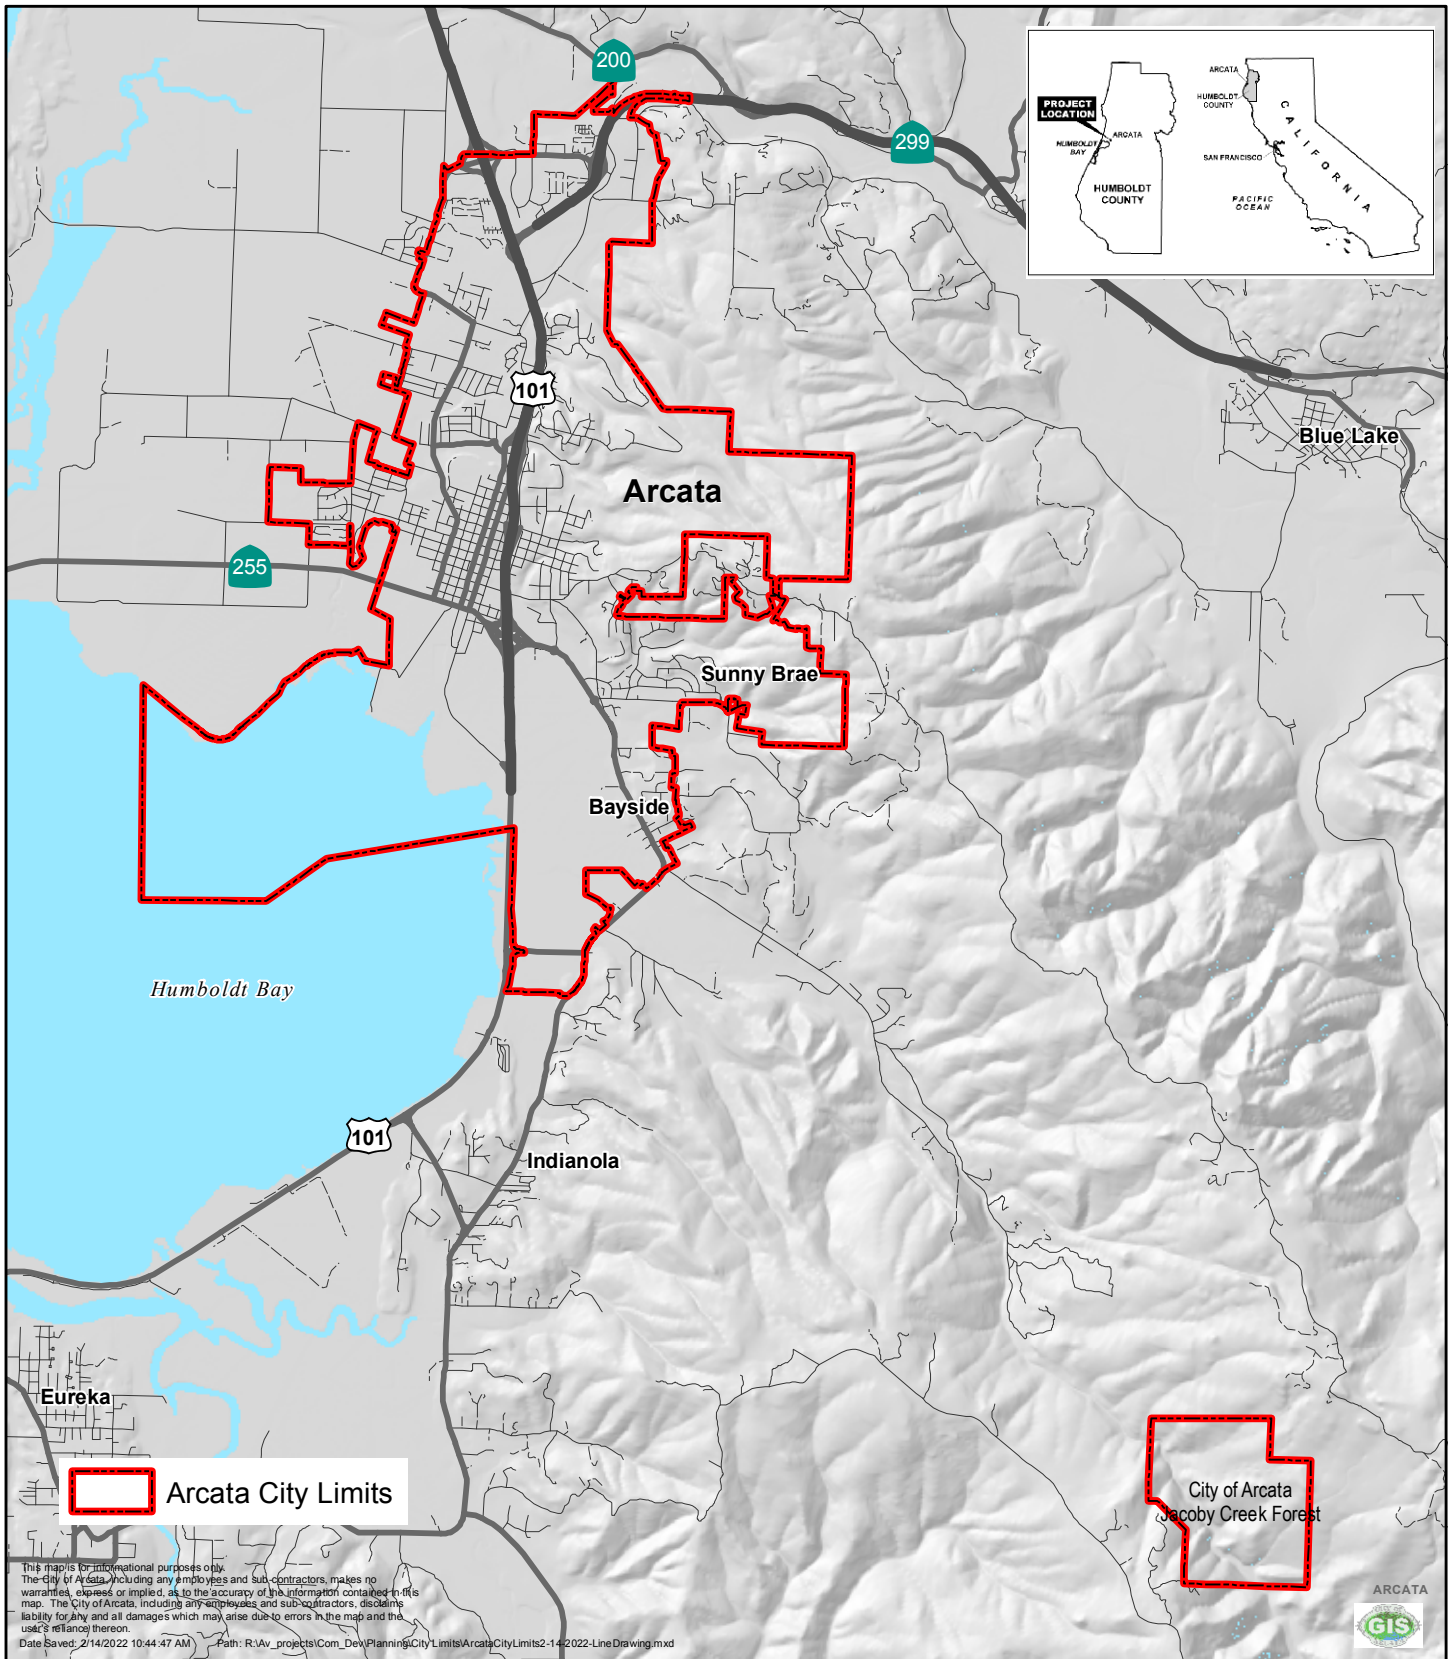 200
299
ARCATA
HUMBOLDT
COUNTY
PROJECT
LOCATION
ARCATA
HUMBOLDT
BAY
HUMBOLDT
COUNTY
SAN FRANCISCO
CALIFORNIA
PACIFIC
OCEAN
101
Blue Lake
Arcata
255
Sunny Brae
Bayside
Humboldt Bay
101
Indianola
Eureka
Arcata City Limits
City of Arcata
Jacoby Creek Forest
This map is for informational purposes only.
The City of Arcata, including any employees and sub-contractors, makes no
warranties, express or implied, as to the accuracy of the information contained in this
map. The City of Arcata, including any employees and sub-contractors, disclaims
liability for any and all damages which may arise due to errors in the map and the
user's reliance thereon.
Date Saved: 2/14/2022 10:44:47 AM Path: R:\Av_projects\Com_Dev\Planning\City Limits\ArcataCityLimits2-14-2022-LineDrawing.mxd
ARCATA
GIS